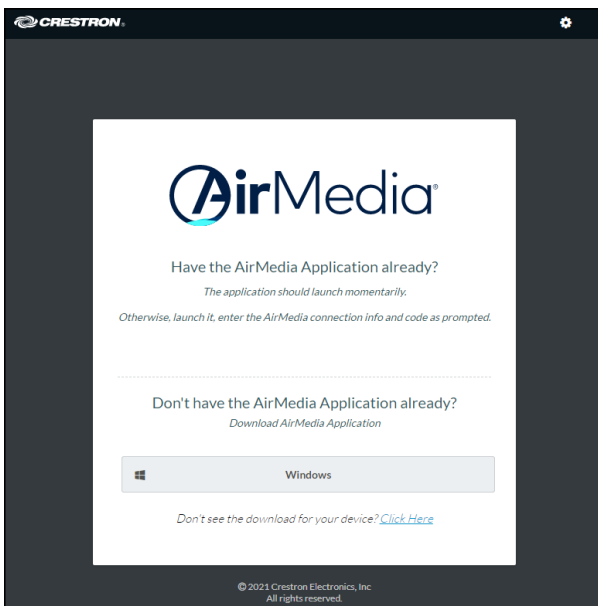 CRESTRON®
AirMedia®
Have the AirMedia Application already?
The application should launch momentarily.
Otherwise, launch it, enter the AirMedia connection info and code as prompted.
Don't have the AirMedia Application already?
Download AirMedia Application
Windows
Don't see the download for your device? Click Here
© 2021 Crestron Electronics, Inc
All rights reserved.